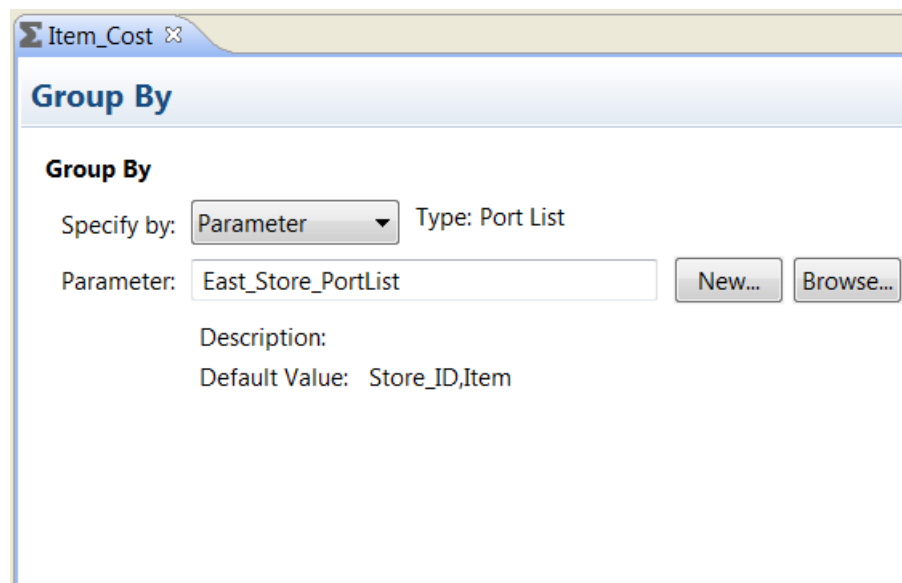 Item_Cost
Group By
Group By
Specify by: Parameter Type: Port List
Parameter: East_Store_PortList New... Browse...
Description:
Default Value: Store_ID,Item